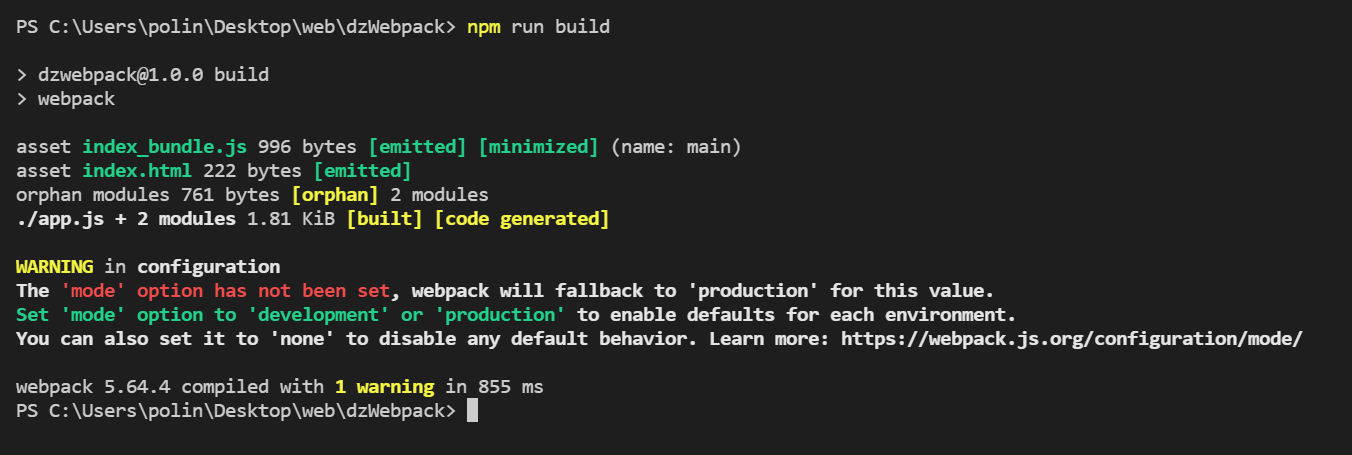 PS C:\Users\polin\Desktop\web\dzWebpack> npm run build
> dzwebpack@1.0.0 build
> webpack
asset index_bundle.js 996 bytes [emitted] [minimized] (name: main)
asset index.html 222 bytes [emitted]
orphan modules 761 bytes [orphan] 2 modules
./app.js + 2 modules 1.81 KiB [built] [code generated]
WARNING in configuration
The 'mode' option has not been set, webpack will fallback to 'production' for this value.
Set 'mode' option to 'development' or 'production' to enable defaults for each environment.
You can also set it to 'none' to disable any default behavior. Learn more: https://webpack.js.org/configuration/mode/
webpack 5.64.4 compiled with 1 warning in 855 ms
PS C:\Users\polin\Desktop\web\dzWebpack>